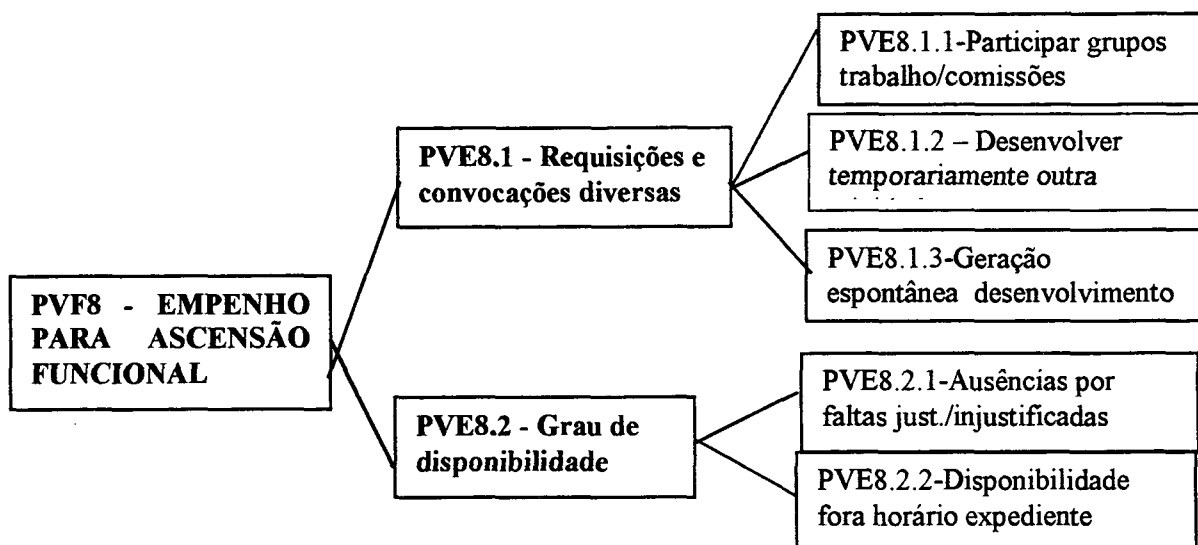 PVF8 - EMPENHO
PARA ASCENSÃO
FUNCIONAL
PVE8.1 - Requisições e
convocações diversas
PVE8.1.1-Participar grupos
trabalho/comissões
PVE8.1.2 – Desenvolver
temporariamente outra
PVE8.1.3-Geração
espontânea desenvolvimento
PVE8.2 - Grau de
disponibilidade
PVE8.2.1-Ausências por
faltas just./injustificadas
PVE8.2.2-Disponibilidade
fora horário expediente